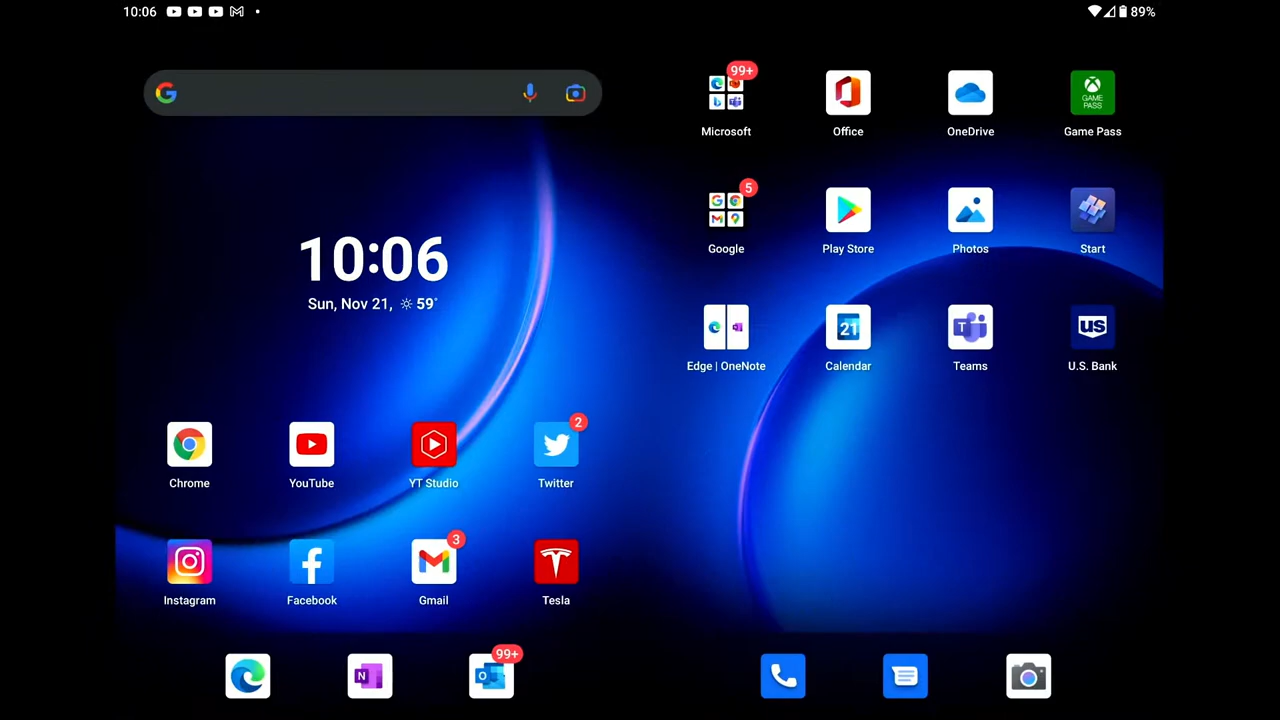 10:06
89%
99+
Microsoft
Office
OneDrive
GAME
PASS
Game Pass
5
Google
Play Store
Photos
Start
10:06
Sun, Nov 21, 59°
Edge | OneNote
21
Calendar
T
Teams
US
U.S. Bank
Chrome
YouTube
YT Studio
2
Twitter
Instagram
Facebook
3
Gmail
Tesla
N
99+
O